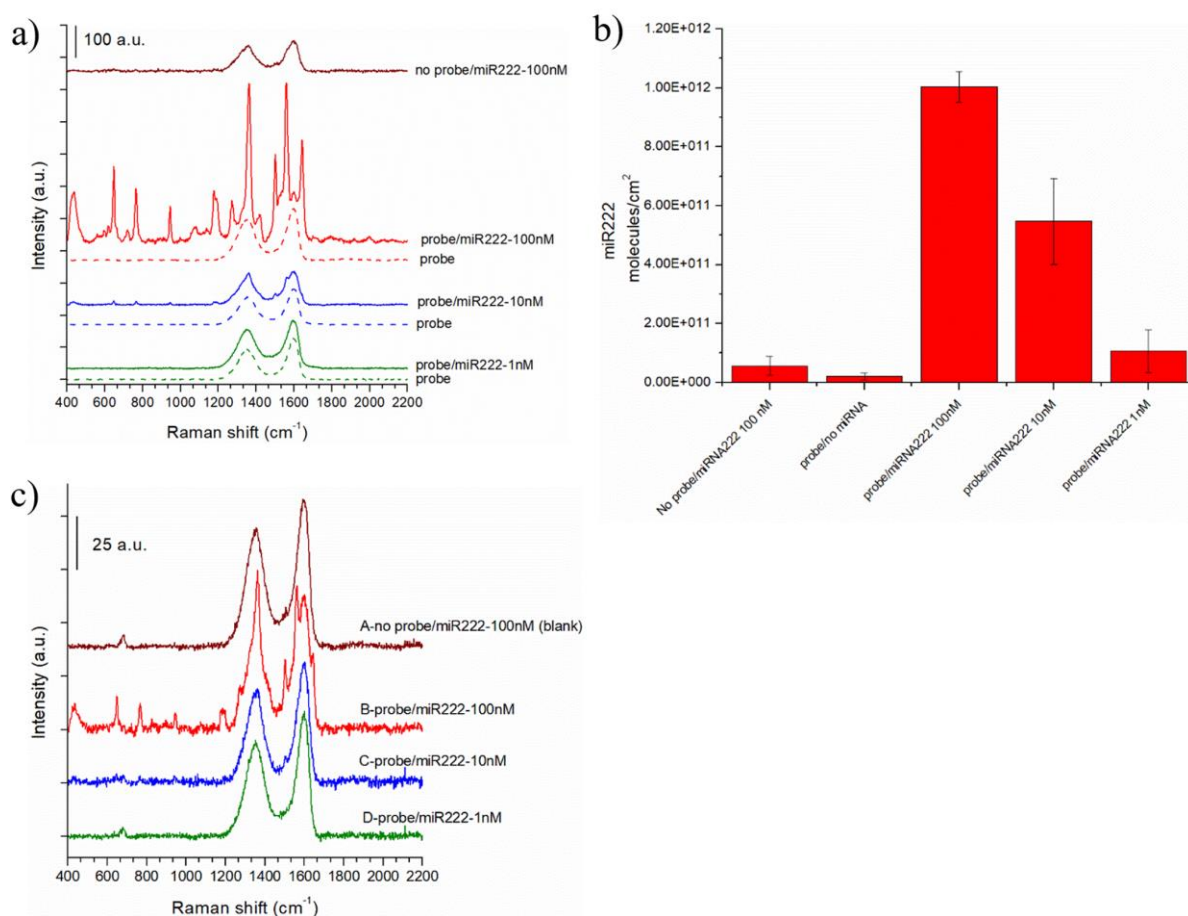 a)
100 a.u.
no probe/miR222-100nM
probe/miR222-100nM
probe
probe/miR222-10nM
probe
probe/miR222-1nM
probe
Intensity (a.u.)
400 600 800 1000 1200 1400 1600 1800 2000 2200
Raman shift (cm-1)
b)
1.20E+012
1.00E+012
8.00E+011
6.00E+011
4.00E+011
2.00E+011
0.00E+000
miR222
molecules/cm2
No probe/miRNA222 100 nM
probe/no miRNA
probe/miRNA222 100nM
probe/miRNA222 10nM
probe/miRNA222 1nM
c)
25 a.u.
A-no probe/miR222-100nM (blank)
B-probe/miR222-100nM
C-probe/miR222-10nM
D-probe/miR222-1nM
Intensity (a.u.)
400 600 800 1000 1200 1400 1600 1800 2000 2200
Raman shift (cm-1)